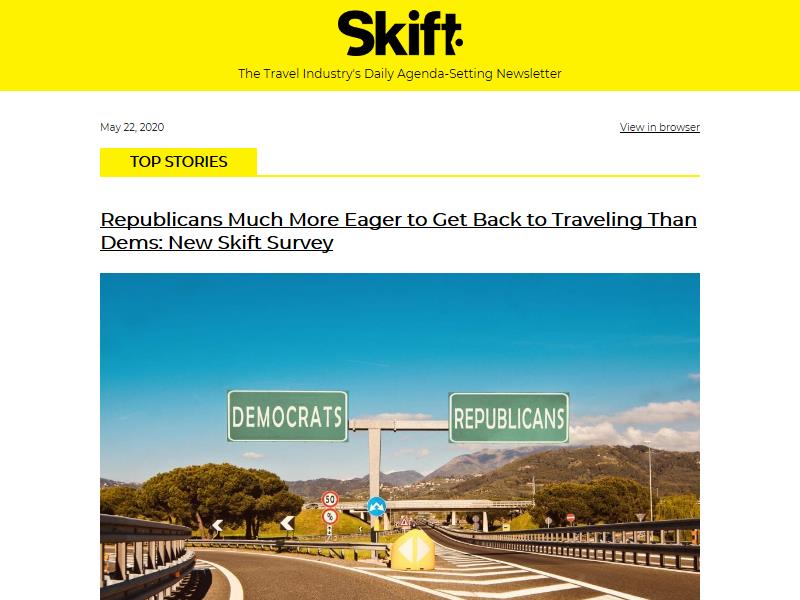 Skift
The Travel Industry's Daily Agenda-Setting Newsletter
May 22, 2020
View in browser
TOP STORIES
Republicans Much More Eager to Get Back to Traveling Than
Dems: New Skift Survey
DEMOCRATS
REPUBLICANS
50